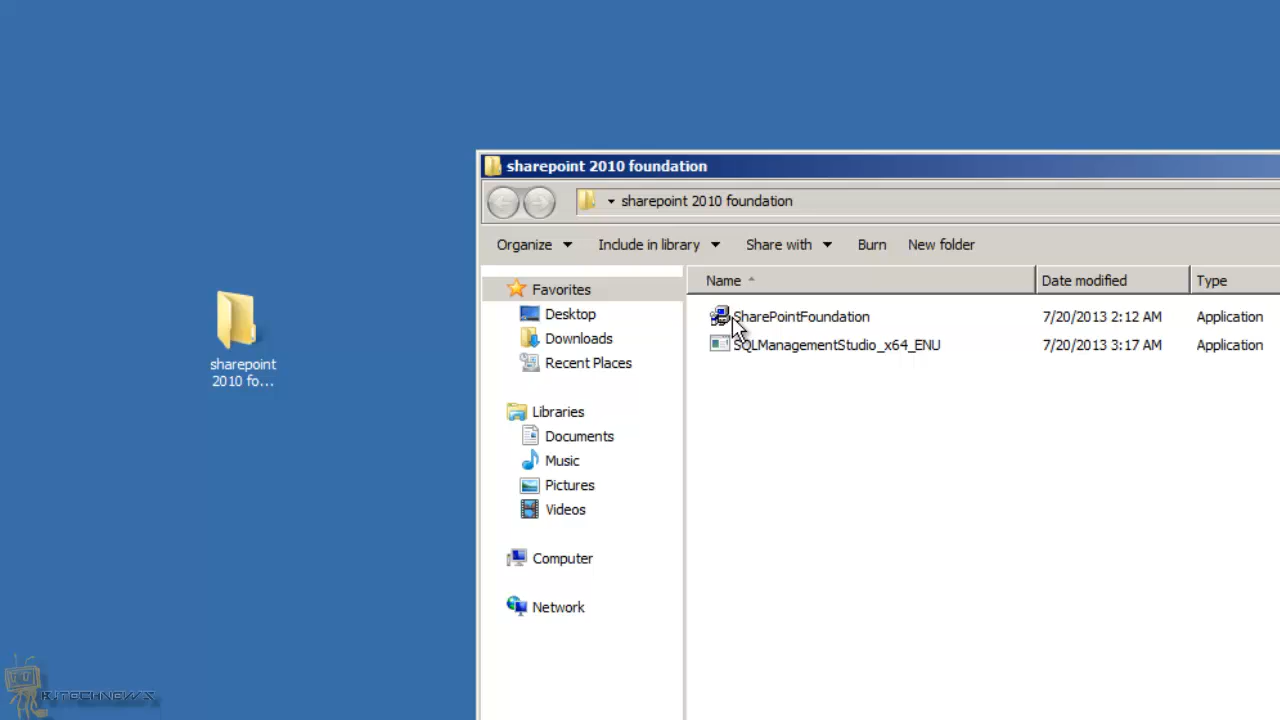 sharepoint 2010 foundation
sharepoint 2010 foundation
Organize Include in library Share with Burn New folder
Name Date modified Type
Favorites
Desktop
Downloads
Recent Places
Libraries
Documents
Music
Pictures
Videos
Computer
Network
SharePointFoundation 7/20/2013 2:12 AM Application
SQLManagementStudio_x64_ENU 7/20/2013 3:17 AM Application
sharepoint
2010 fo...